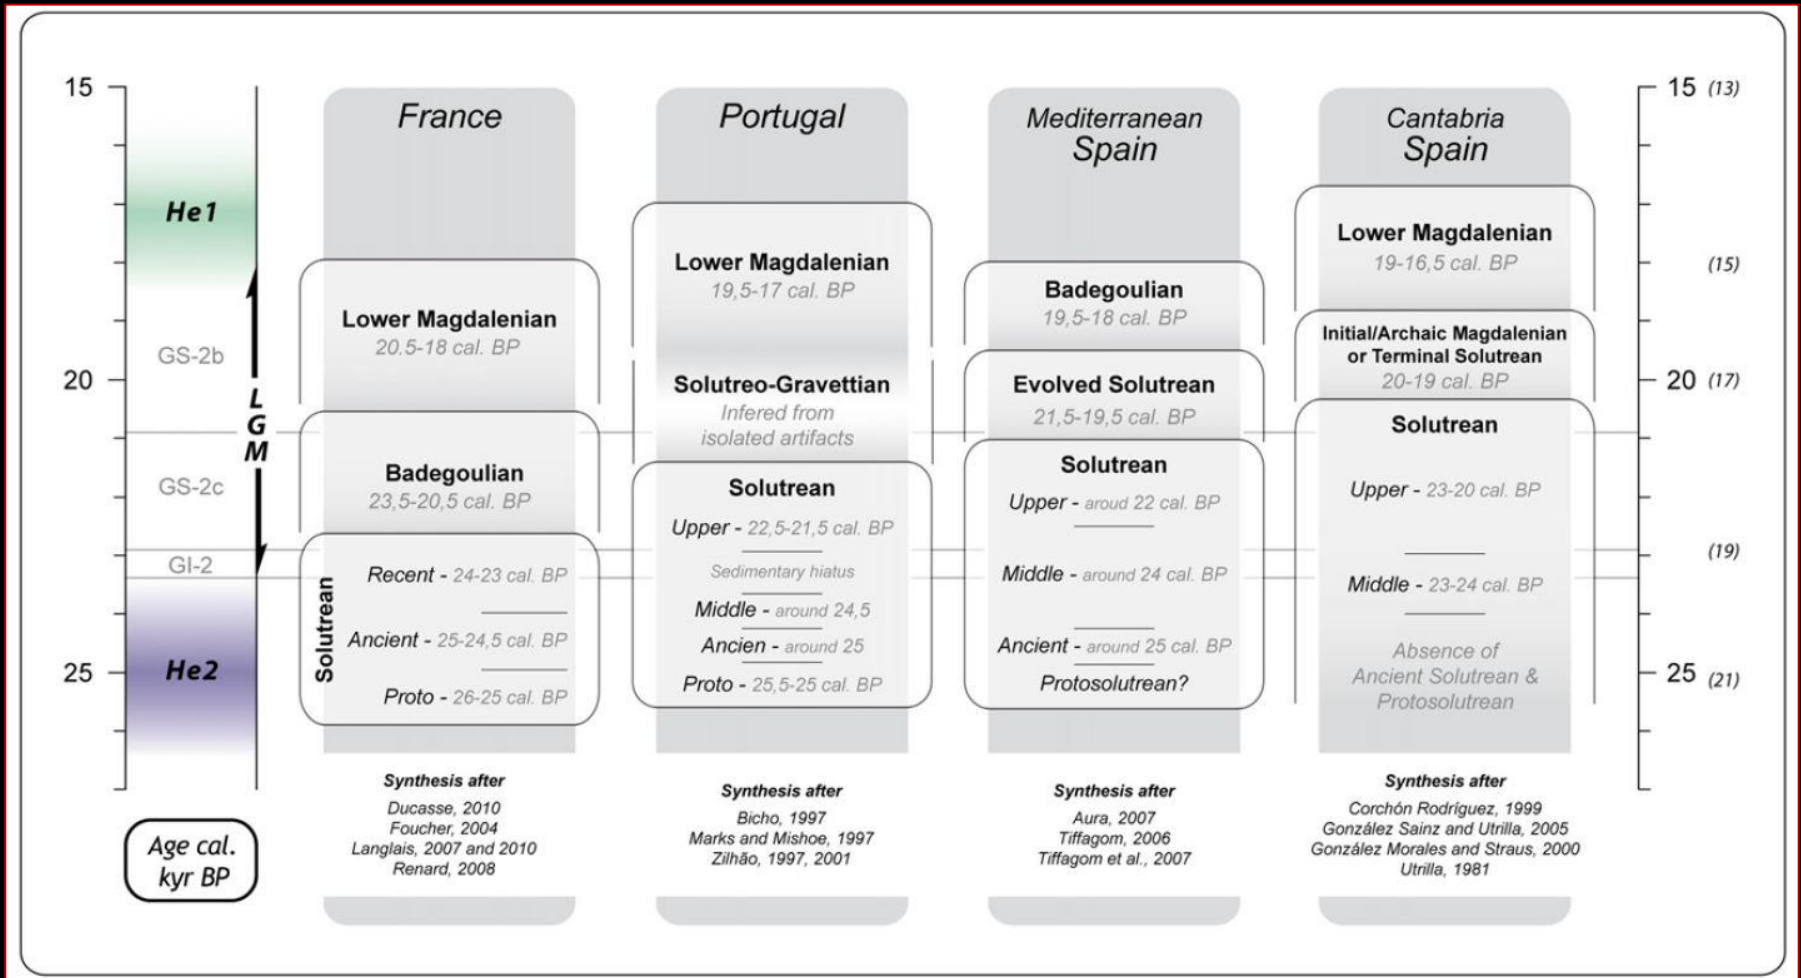 15
He1
GS-2b
20
LGM
GS-2c
GI-2
He2
25
Age cal.
kyr BP
France
Lower Magdalenian
20.5-18 cal. BP
Badegoulian
23,5-20,5 cal. BP
Solutrean
Recent - 24-23 cal. BP
Ancient - 25-24,5 cal. BP
Proto - 26-25 cal. BP
Synthesis after
Ducasse, 2010
Foucher, 2004
Langlais, 2007 and 2010
Renard, 2008
Portugal
Lower Magdalenian
19,5-17 cal. BP
Solutreo-Gravettian
Infered from
isolated artifacts
Solutrean
Upper - 22,5-21,5 cal. BP
Sedimentary hiatus
Middle - around 24,5
Ancien - around 25
Proto - 25,5-25 cal. BP
Synthesis after
Bicho, 1997
Marks and Mishoe, 1997
Zilhão, 1997, 2001
Mediterranean
Spain
Badegoulian
19,5-18 cal. BP
Evolved Solutrean
21,5-19,5 cal. BP
Solutrean
Upper - aroud 22 cal. BP
Middle - around 24 cal. BP
Ancient - around 25 cal. BP
Protosolutrean?
Synthesis after
Aura, 2007
Tiffagom, 2006
Tiffagom et al., 2007
Cantabria
Spain
Lower Magdalenian
19-16,5 cal. BP
Initial/Archaic Magdalenian
or Terminal Solutrean
20-19 cal. BP
Solutrean
Upper - 23-20 cal. BP
Middle - 23-24 cal. BP
Absence of
Ancient Solutrean &
Protosolutrean
Synthesis after
Corchón Rodríguez, 1999
González Sainz and Utrilla, 2005
González Morales and Straus, 2000
Utrilla, 1981
15 (13)
(15)
20 (17)
(19)
25 (21)